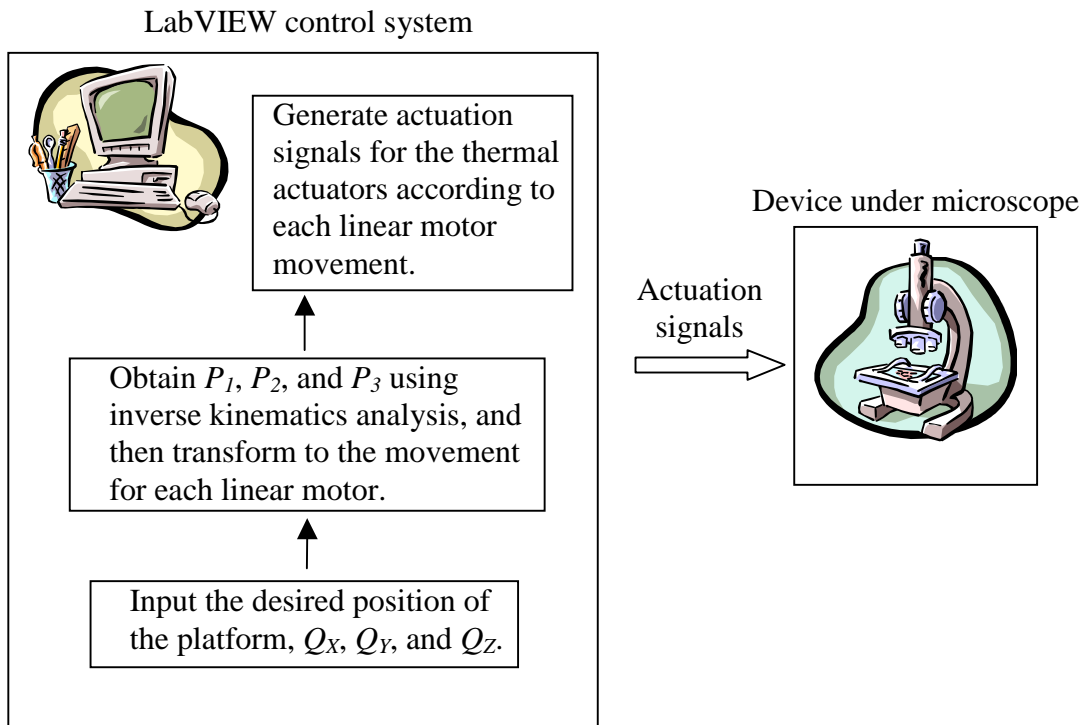 LabVIEW control system
Generate actuation
signals for the thermal
actuators according to
each linear motor
movement.
Device under microscope
Actuation
signals
Obtain P1, P2, and P3 using
inverse kinematics analysis, and
then transform to the movement
for each linear motor.
Input the desired position of
the platform, QX, QY, and QZ.